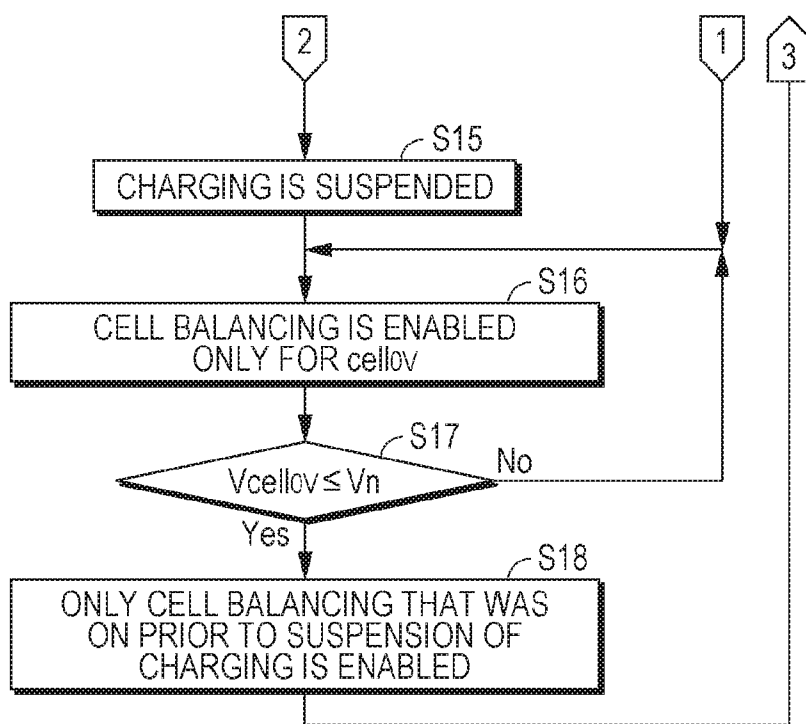 2
1
3
S15
CHARGING IS SUSPENDED
S16
CELL BALANCING IS ENABLED
ONLY FOR cellov
S17
Vcellov ≤ Vn
No
Yes
S18
ONLY CELL BALANCING THAT WAS
ON PRIOR TO SUSPENSION OF
CHARGING IS ENABLED